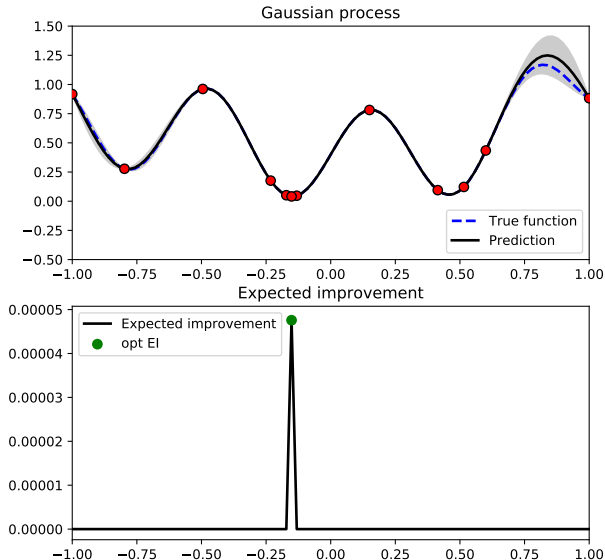 Gaussian process
1.50
1.25
1.00
0.75
0.50
0.25
0.00
−0.25
−0.50
True function
Prediction
−1.00 −0.75 −0.50 −0.25 0.00 0.25 0.50 0.75 1.00
Expected improvement
0.00005
0.00004
0.00003
0.00002
0.00001
0.00000
Expected improvement
opt EI
−1.00 −0.75 −0.50 −0.25 0.00 0.25 0.50 0.75 1.00